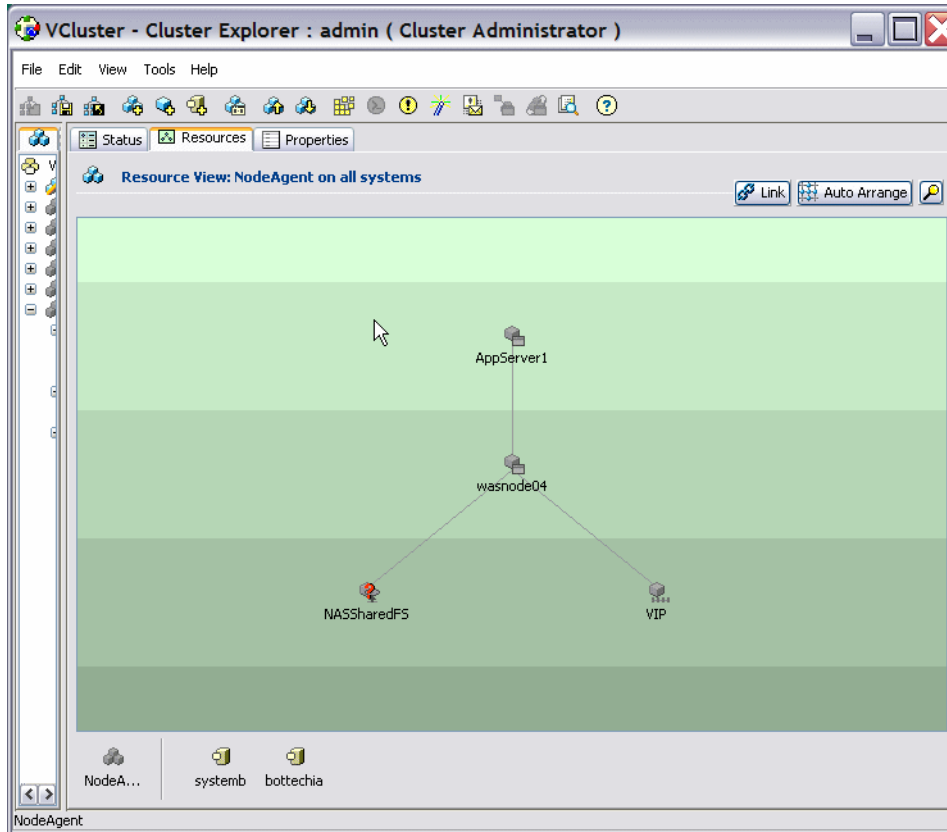 VCluster - Cluster Explorer : admin ( Cluster Administrator )
File Edit View Tools Help
Status Resources Properties
Resource View: NodeAgent on all systems
Link Auto Arrange
V
AppServer1
wasnode04
NASSharedFS VIP
NodeA... systemb bottechia
NodeAgent